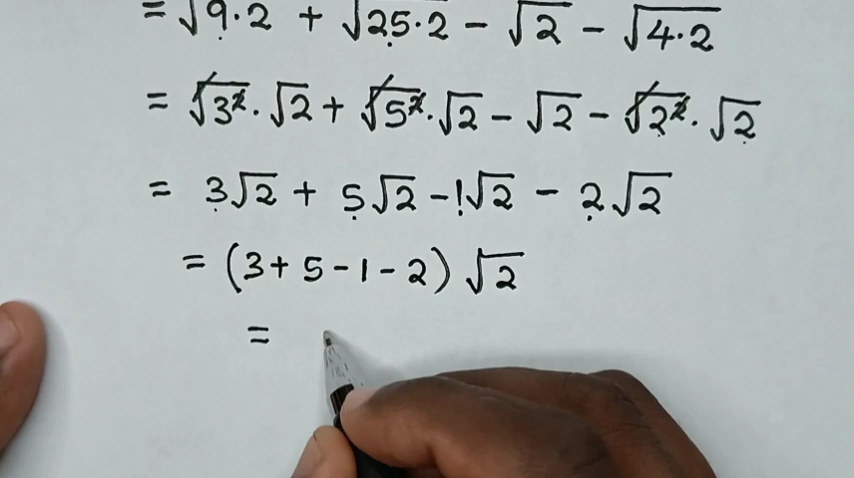 = √9·2 + √25·2 − √2 − √4·2
= √3²·√2 + √5²·√2 − √2 − √2²·√2
= 3√2 + 5√2 − 1√2 − 2√2
= (3 + 5 − 1 − 2) √2
=